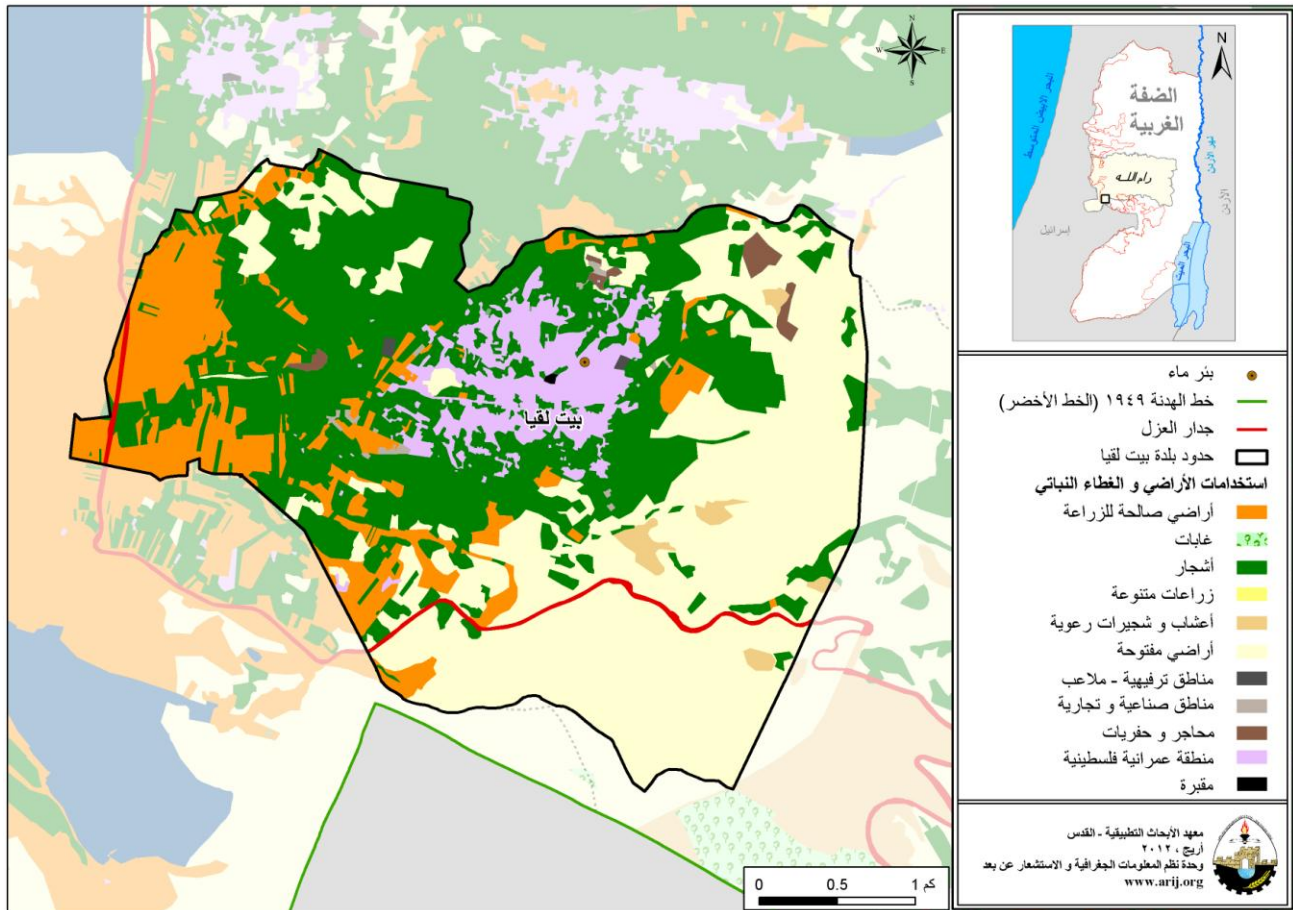 N
W
E
S
بيت لقيا
0
0.5
1 كم
N
الضفة
الغربية
رام الله
البحر الأبيض المتوسط
نهر الأردن
الأردن
إسرائيل
البحر الميت
بئر ماء
خط الهدنة ١٩٤٩ (الخط الأخضر)
جدار العزل
حدود بلدة بيت لقيا
استخدامات الأراضي و الغطاء النباتي
أراضي صالحة للزراعة
غابات
أشجار
زراعات متنوعة
أعشاب و شجيرات رعوية
أراضي مفتوحة
مناطق ترفيهية - ملاعب
مناطق صناعية و تجارية
محاجر و حفريات
منطقة عمرانية فلسطينية
مقبرة
معهد الأبحاث التطبيقية - القدس
أريج ، ٢٠١٢
وحدة نظم المعلومات الجغرافية و الاستشعار عن بعد
www.arij.org